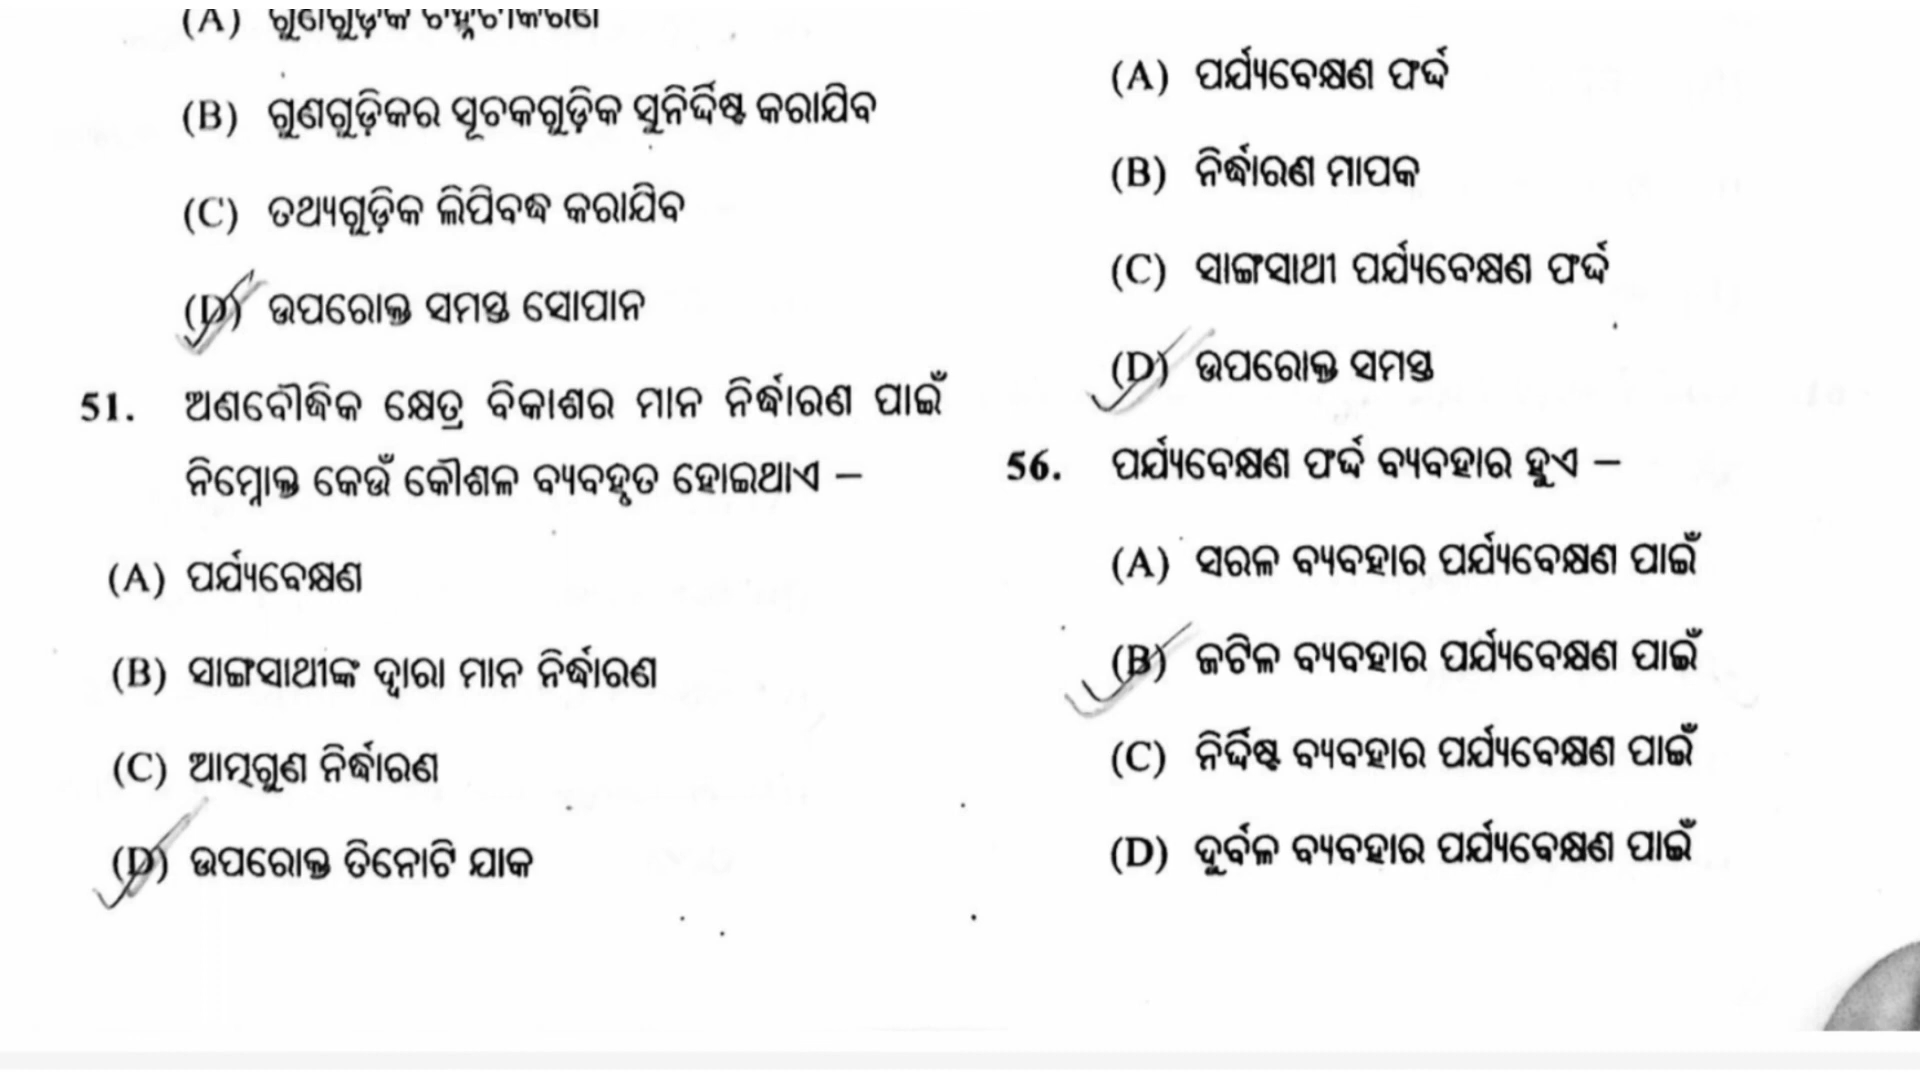 (A) ଗୁଣଗୁଡ଼ିକ ଚିହ୍ନଟୀକରଣ
(B) ଗୁଣଗୁଡ଼ିକର ସୂଚକଗୁଡ଼ିକ ସୁନିର୍ଦ୍ଦିଷ୍ଟ କରାଯିବ
(C) ତଥ୍ୟଗୁଡ଼ିକ ଲିପିବଦ୍ଧ କରାଯିବ
(D) ଉପରୋକ୍ତ ସମସ୍ତ ସୋପାନ
51. ଅଣବୌଦ୍ଧିକ କ୍ଷେତ୍ର ବିକାଶର ମାନ ନିର୍ଦ୍ଧାରଣ ପାଇଁ
ନିମ୍ନୋକ୍ତ କେଉଁ କୌଶଳ ବ୍ୟବହୃତ ହୋଇଥାଏ –
(A) ପର୍ଯ୍ୟବେକ୍ଷଣ
(B) ସାଙ୍ଗସାଥୀଙ୍କ ଦ୍ୱାରା ମାନ ନିର୍ଦ୍ଧାରଣ
(C) ଆତ୍ମଗୁଣ ନିର୍ଦ୍ଧାରଣ
(D) ଉପରୋକ୍ତ ତିନୋଟି ଯାକ
(A) ପର୍ଯ୍ୟବେକ୍ଷଣ ଫର୍ଦ୍ଦ
(B) ନିର୍ଦ୍ଧାରଣ ମାପକ
(C) ସାଙ୍ଗସାଥୀ ପର୍ଯ୍ୟବେକ୍ଷଣ ଫର୍ଦ୍ଦ
(D) ଉପରୋକ୍ତ ସମସ୍ତ
56. ପର୍ଯ୍ୟବେକ୍ଷଣ ଫର୍ଦ୍ଦ ବ୍ୟବହାର ହୁଏ –
(A) ସରଳ ବ୍ୟବହାର ପର୍ଯ୍ୟବେକ୍ଷଣ ପାଇଁ
(B) ଜଟିଳ ବ୍ୟବହାର ପର୍ଯ୍ୟବେକ୍ଷଣ ପାଇଁ
(C) ନିର୍ଦ୍ଦିଷ୍ଟ ବ୍ୟବହାର ପର୍ଯ୍ୟବେକ୍ଷଣ ପାଇଁ
(D) ଦୁର୍ବଳ ବ୍ୟବହାର ପର୍ଯ୍ୟବେକ୍ଷଣ ପାଇଁ